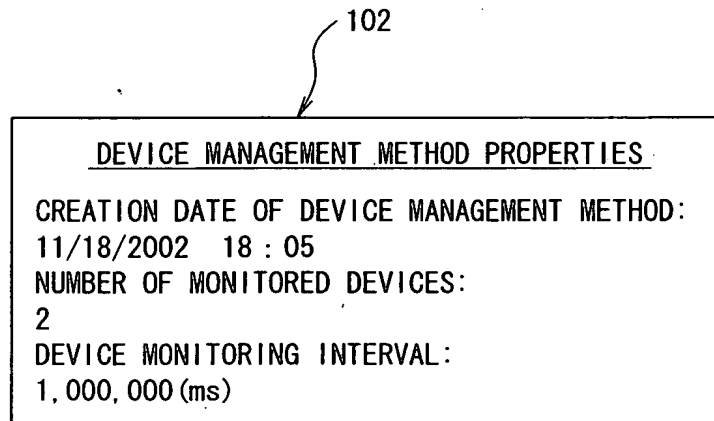 102
DEVICE MANAGEMENT METHOD PROPERTIES
CREATION DATE OF DEVICE MANAGEMENT METHOD:
11/18/2002 18:05
NUMBER OF MONITORED DEVICES:
2
DEVICE MONITORING INTERVAL:
1,000,000(ms)